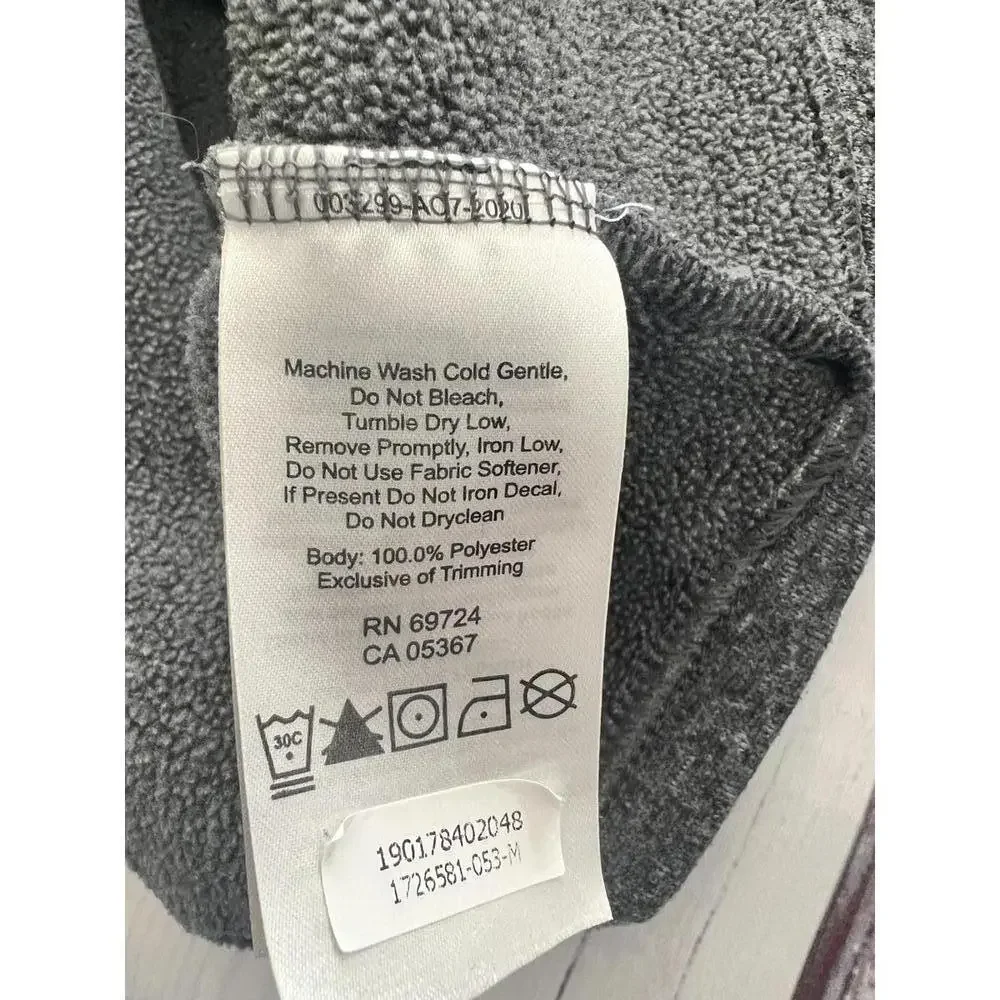 003299-AO7-2020
Machine Wash Cold Gentle,
Do Not Bleach,
Tumble Dry Low,
Remove Promptly, Iron Low,
Do Not Use Fabric Softener,
If Present Do Not Iron Decal,
Do Not Dryclean
Body: 100.0% Polyester
Exclusive of Trimming
RN 69724
CA 05367
30C
190178402048
1726581-053-M